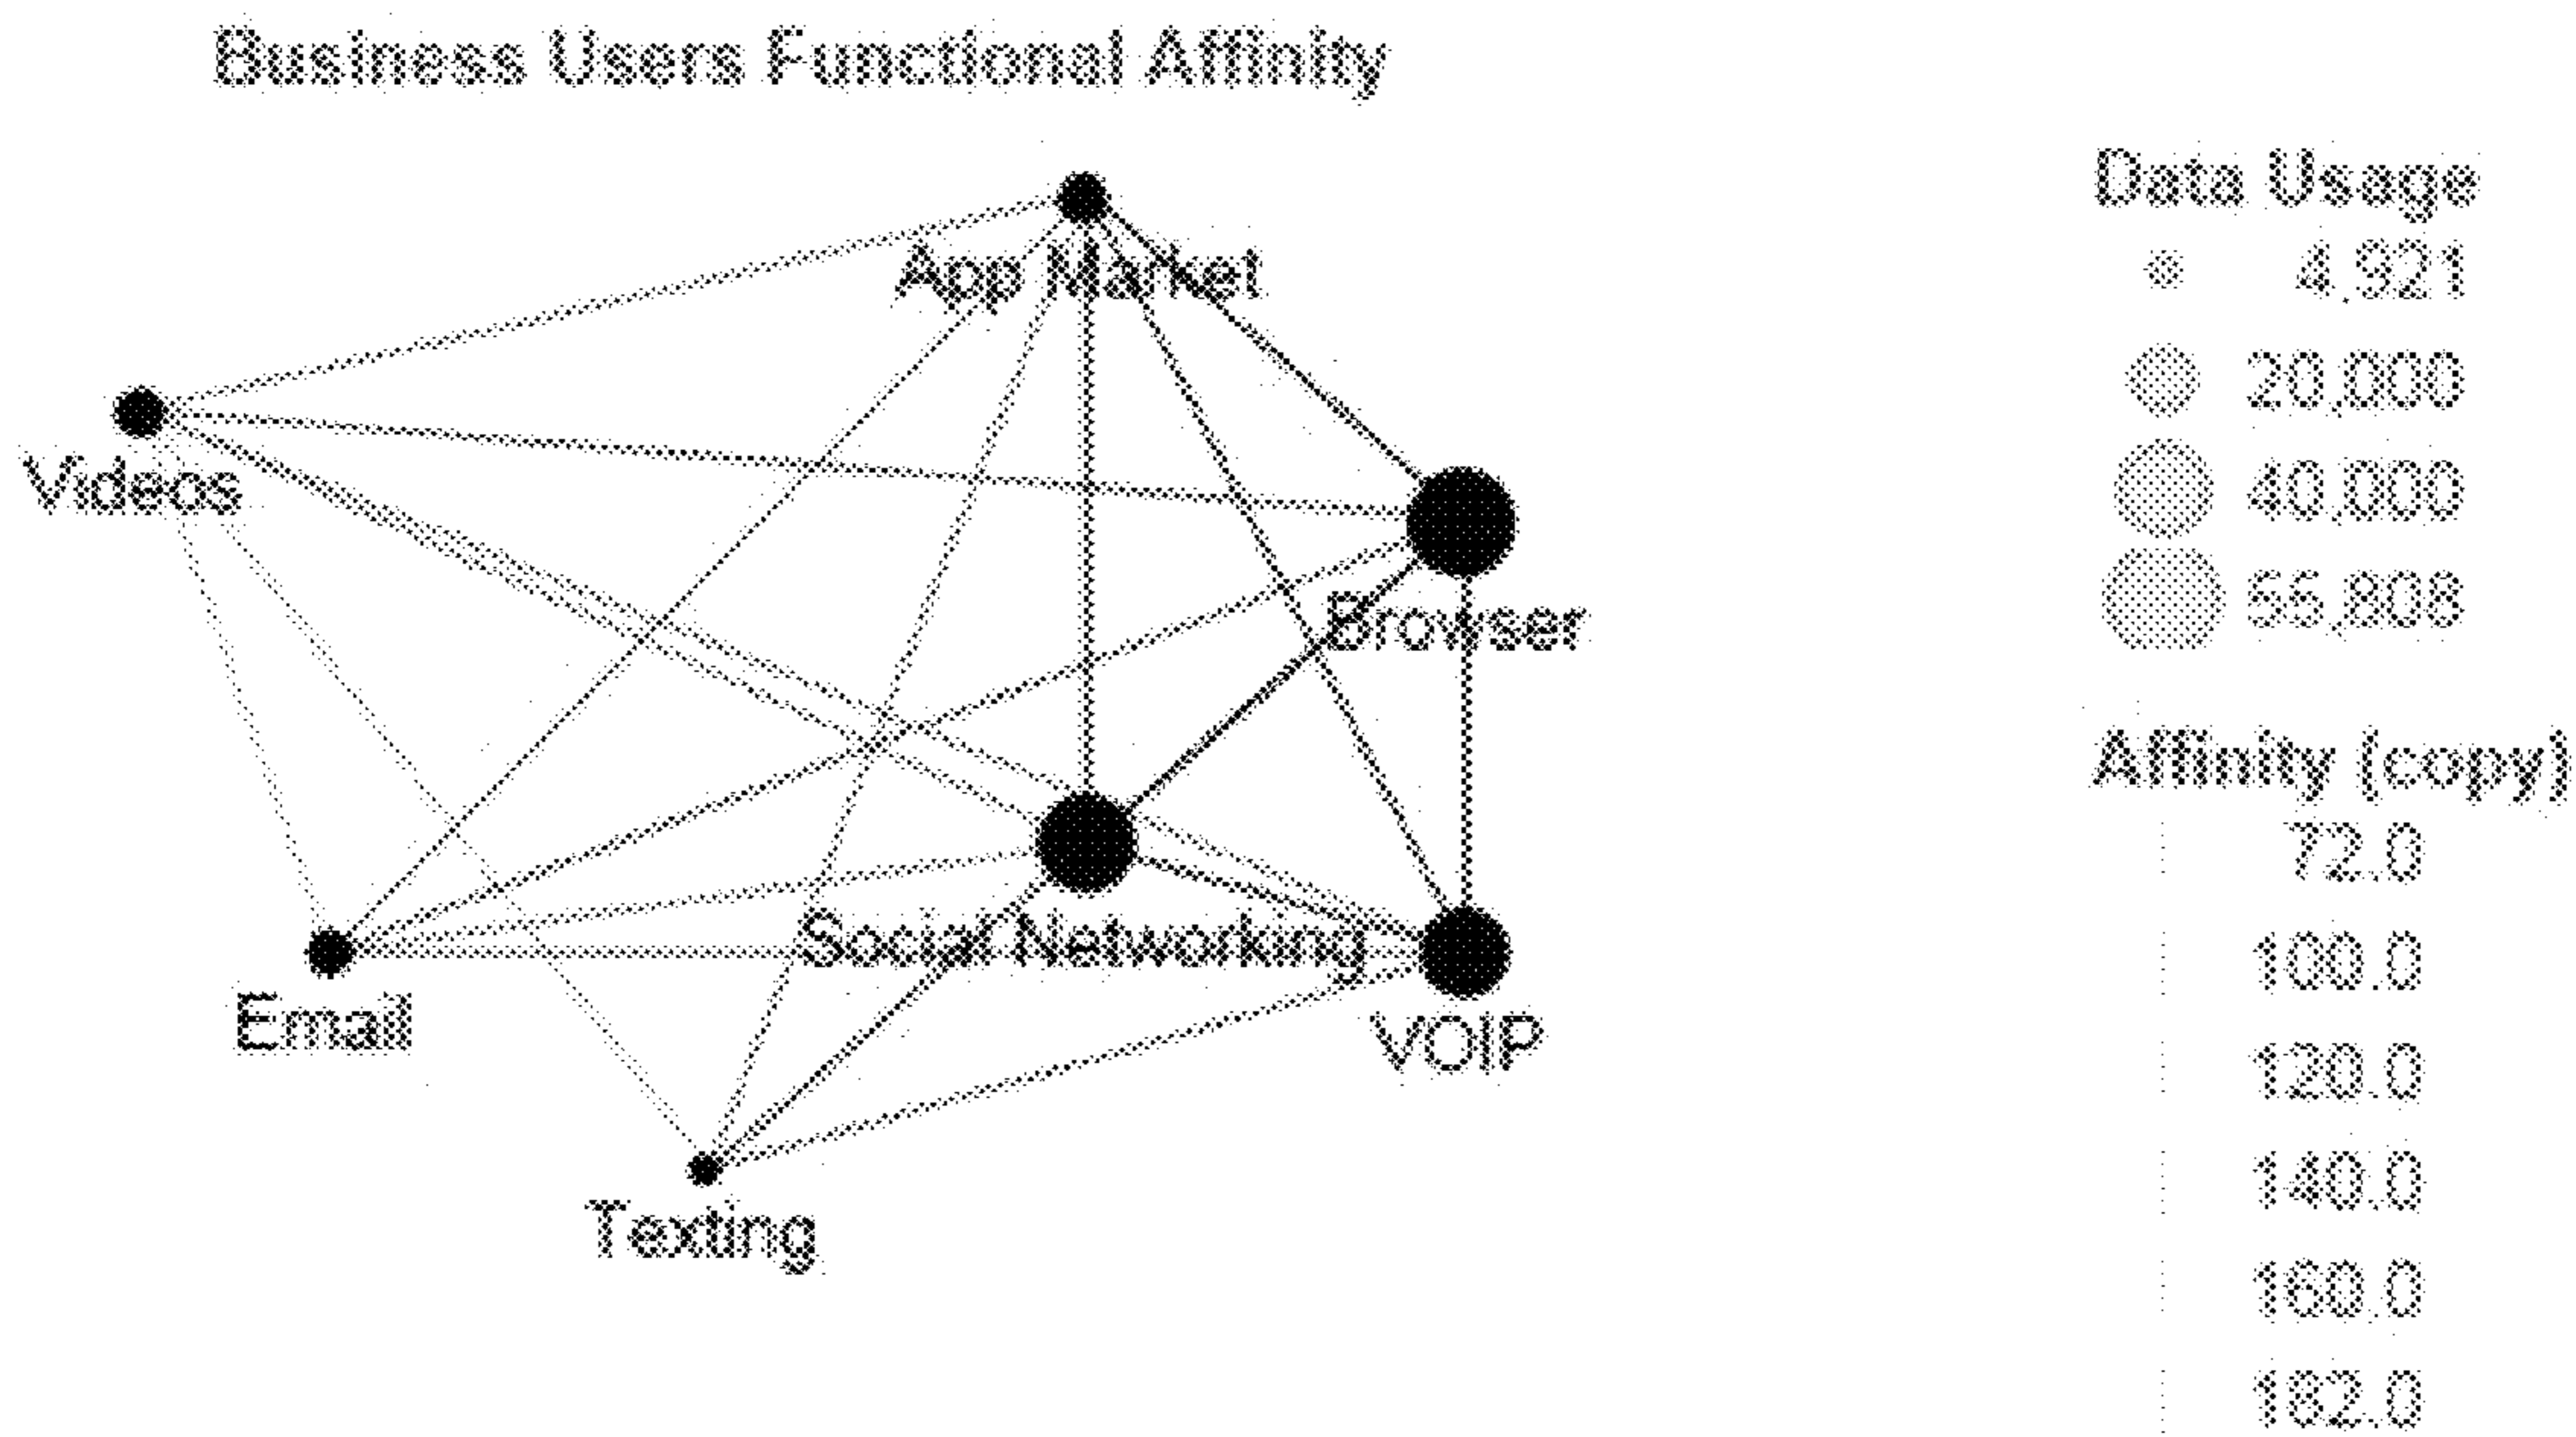 Business Users Functional Affinity
App Market
Videos
Browser
Social Networking
Email
VOIP
Texting
Data Usage
4,921
20,000
40,000
55,808
Affinity (copy)
72.0
100.0
120.0
140.0
160.0
182.0